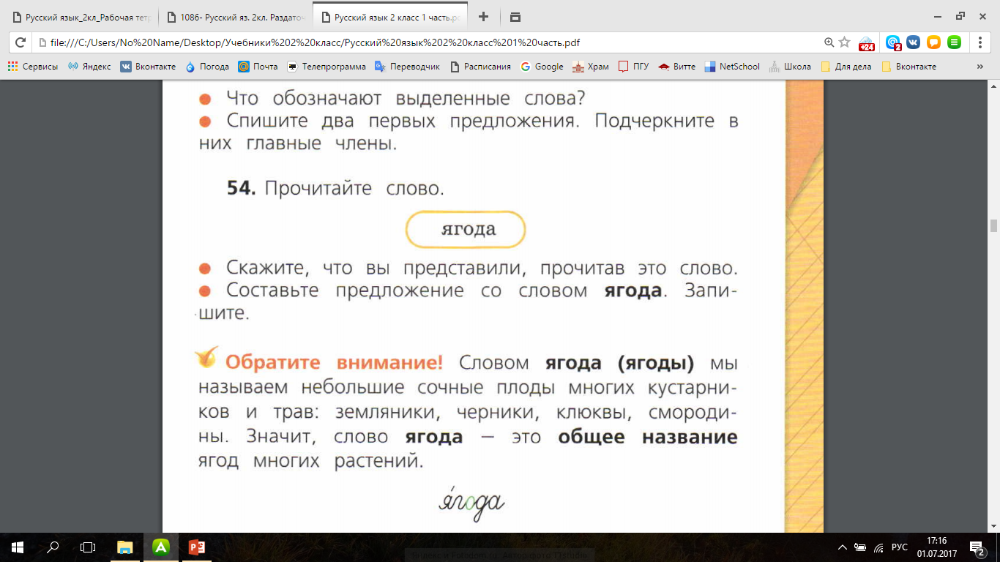 Русский язык_2кл_Рабочая тетр
1086- Русский яз. 2кл. Раздаточ
Русский язык 2 класс 1 часть.pd
file:///C:/Users/No%20Name/Desktop/Учебники%202%20класс/Русский%20язык%202%20класс%201%20часть.pdf
+24
2
Сервисы Яндекс Вконтакте Погода Почта Телепрограмма Переводчик Расписания Google Храм ПГУ Витте NetSchool Школа Для дела Вконтакте »
Что обозначают выделенные слова?
Спишите два первых предложения. Подчеркните в
них главные члены.
54. Прочитайте слово.
ягода
Скажите, что вы представили, прочитав это слово.
Составьте предложение со словом ягода. Запи-
шите.
Обратите внимание! Словом ягода (ягоды) мы
называем небольшие сочные плоды многих кустарни-
ков и трав: земляники, черники, клюквы, смороди-
ны. Значит, слово ягода — это общее название
ягод многих растений.
я́года
РУС
17:16
01.07.2017
2